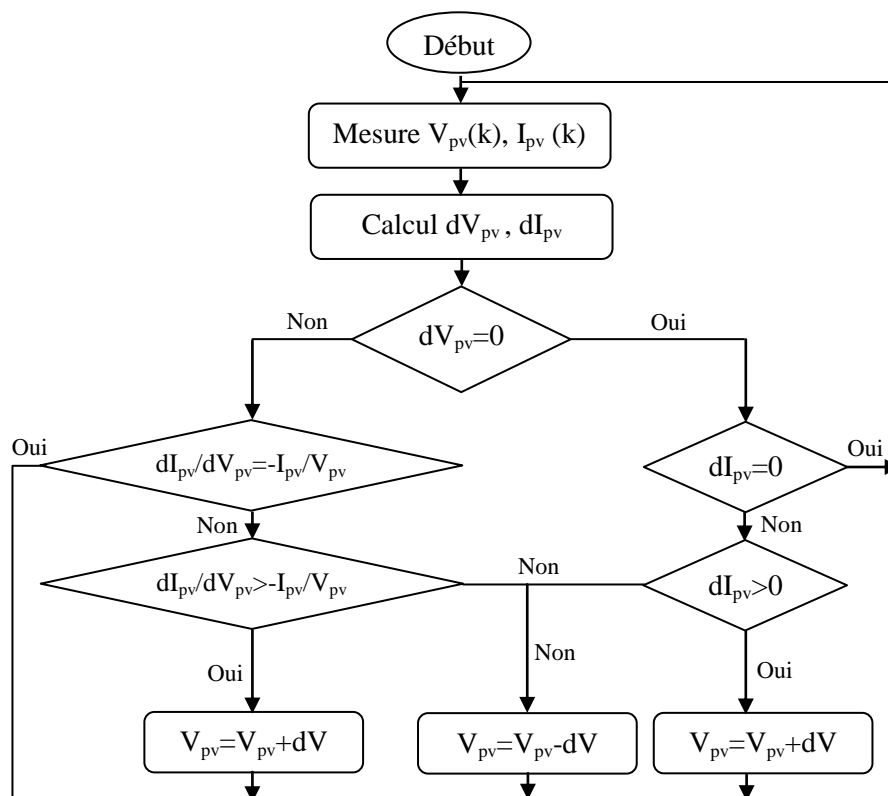 Début
Mesure Vpv(k), Ipv (k)
Calcul dVpv , dIpv
Non
dVpv=0
Oui
Oui
dIpv/dVpv=-Ipv/Vpv
dIpv=0
Oui
Non
Non
dIpv/dVpv>-Ipv/Vpv
Non
dIpv>0
Oui
Non
Oui
Vpv=Vpv+dV
Vpv=Vpv-dV
Vpv=Vpv+dV